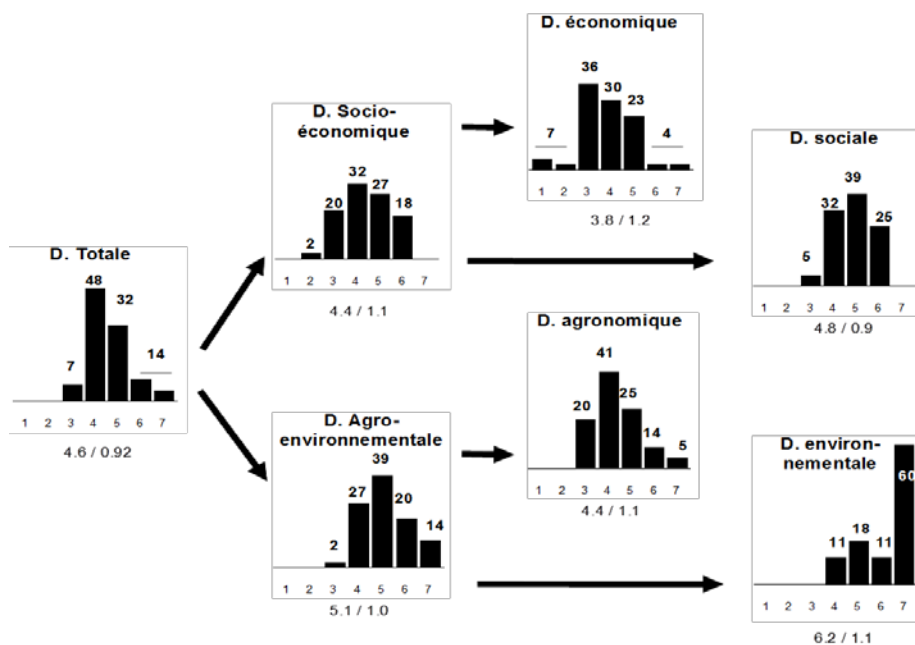 D. Totale
48
32
7
14
1 2 3 4 5 6 7
4.6 / 0.92
D. Socio-
économique
32
27
20
18
2
1 2 3 4 5 6 7
4.4 / 1.1
D. Agro-
environnementale
39
27
20
14
2
1 2 3 4 5 6 7
5.1 / 1.0
D. économique
36
30
23
7
4
1 2 3 4 5 6 7
3.8 / 1.2
D. sociale
39
32
25
5
1 2 3 4 5 6 7
4.8 / 0.9
D. agronomique
41
25
20
14
5
1 2 3 4 5 6 7
4.4 / 1.1
D. environ-
nementale
60
11 18 11
1 2 3 4 5 6 7
6.2 / 1.1